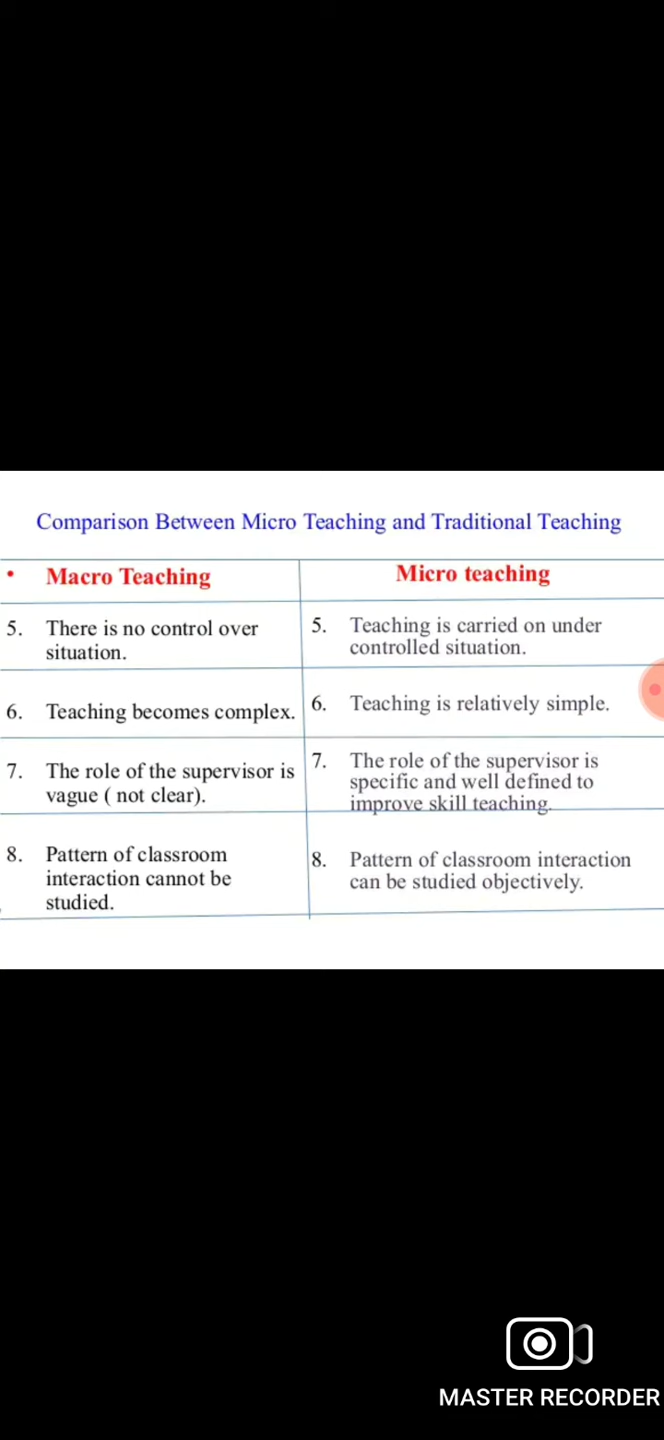 Comparison Between Micro Teaching and Traditional Teaching
• Macro Teaching
Micro teaching
5. There is no control over
situation.
5. Teaching is carried on under
controlled situation.
6. Teaching becomes complex.
6. Teaching is relatively simple.
7. The role of the supervisor is
vague ( not clear).
7. The role of the supervisor is
specific and well defined to
improve skill teaching.
8. Pattern of classroom
interaction cannot be
studied.
8. Pattern of classroom interaction
can be studied objectively.
MASTER RECORDER